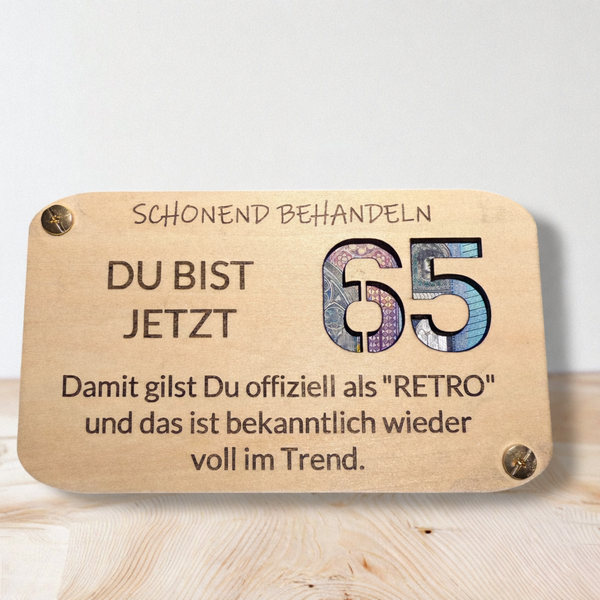 SCHONEND BEHANDELN
DU BIST
JETZT
65
Damit gilst Du offiziell als "RETRO"
und das ist bekanntlich wieder
voll im Trend.